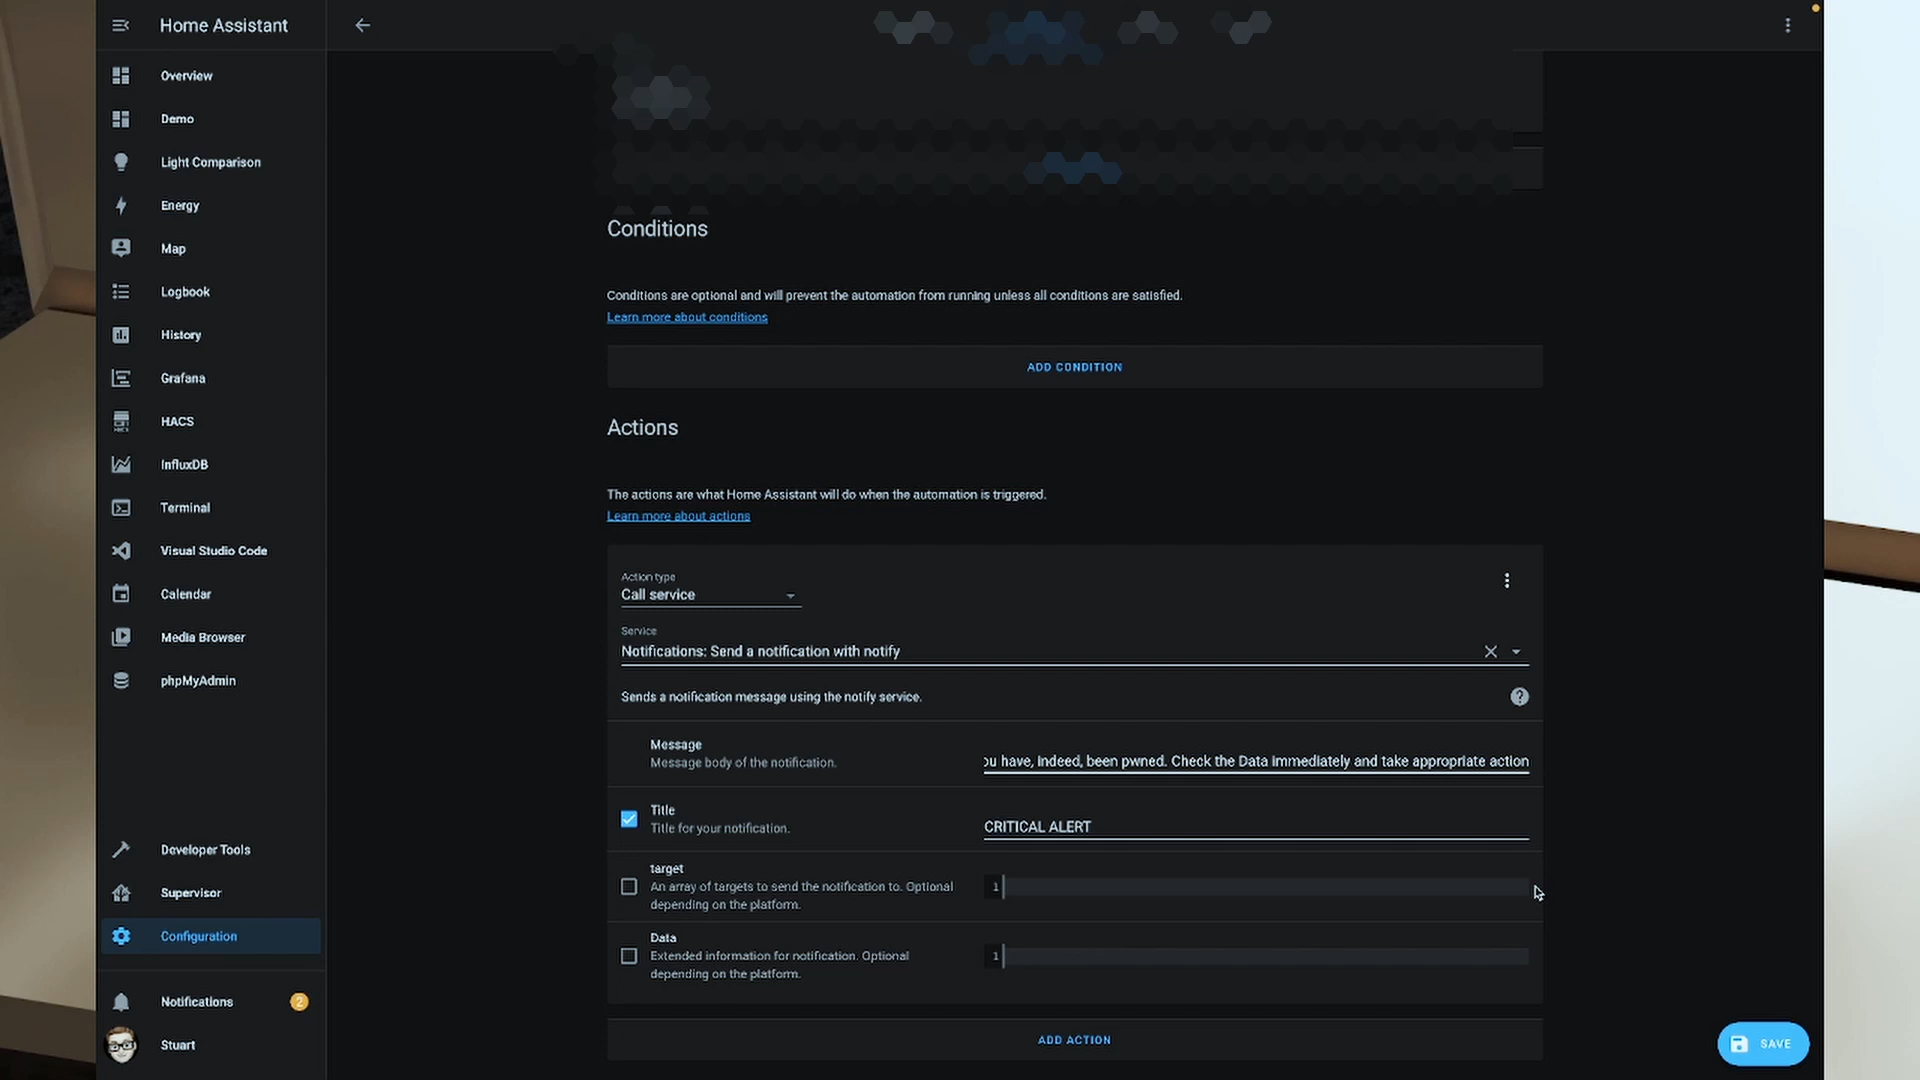 Home Assistant
Overview
Demo
Light Comparison
Energy
Map
Logbook
History
Grafana
HACS
InfluxDB
Terminal
Visual Studio Code
Calendar
Media Browser
phpMyAdmin
Developer Tools
Supervisor
Configuration
Notifications 2
Stuart
Conditions
Conditions are optional and will prevent the automation from running unless all conditions are satisfied.
Learn more about conditions
ADD CONDITION
Actions
The actions are what Home Assistant will do when the automation is triggered.
Learn more about actions
Action type
Call service
Service
Notifications: Send a notification with notify
Sends a notification message using the notify service.
Message
Message body of the notification.
ou have, indeed, been pwned. Check the Data immediately and take appropriate action
Title
Title for your notification.
CRITICAL ALERT
target
An array of targets to send the notification to. Optional
depending on the platform.
1
Data
Extended information for notification. Optional
depending on the platform.
1
ADD ACTION
SAVE